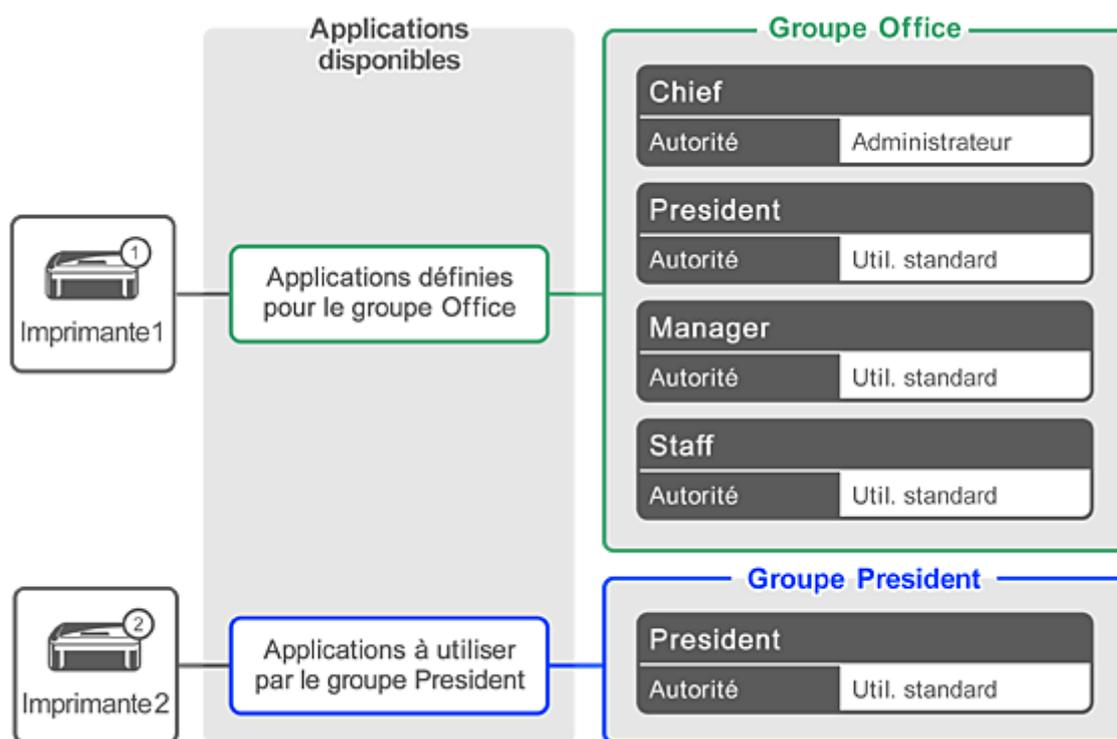 Applications
disponibles
Groupe Office
Chief
Autorité Administrateur
President
Autorité Util. standard
Manager
Autorité Util. standard
Staff
Autorité Util. standard
1
Imprimante1
Applications définies
pour le groupe Office
Groupe President
President
Autorité Util. standard
2
Imprimante2
Applications à utiliser
par le groupe President